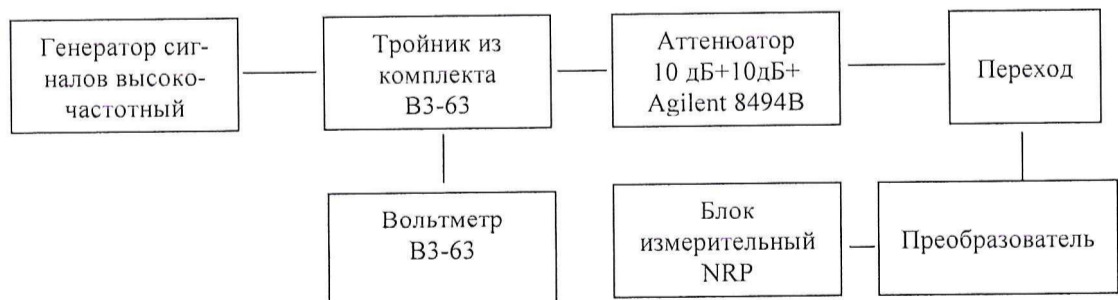 Генератор сиг-
налов высоко-
частотный
Тройник из
комплекта
В3-63
Аттенюатор
10 дБ+10дБ+
Agilent 8494B
Переход
Вольтметр
В3-63
Блок
измерительный
NRP
Преобразователь